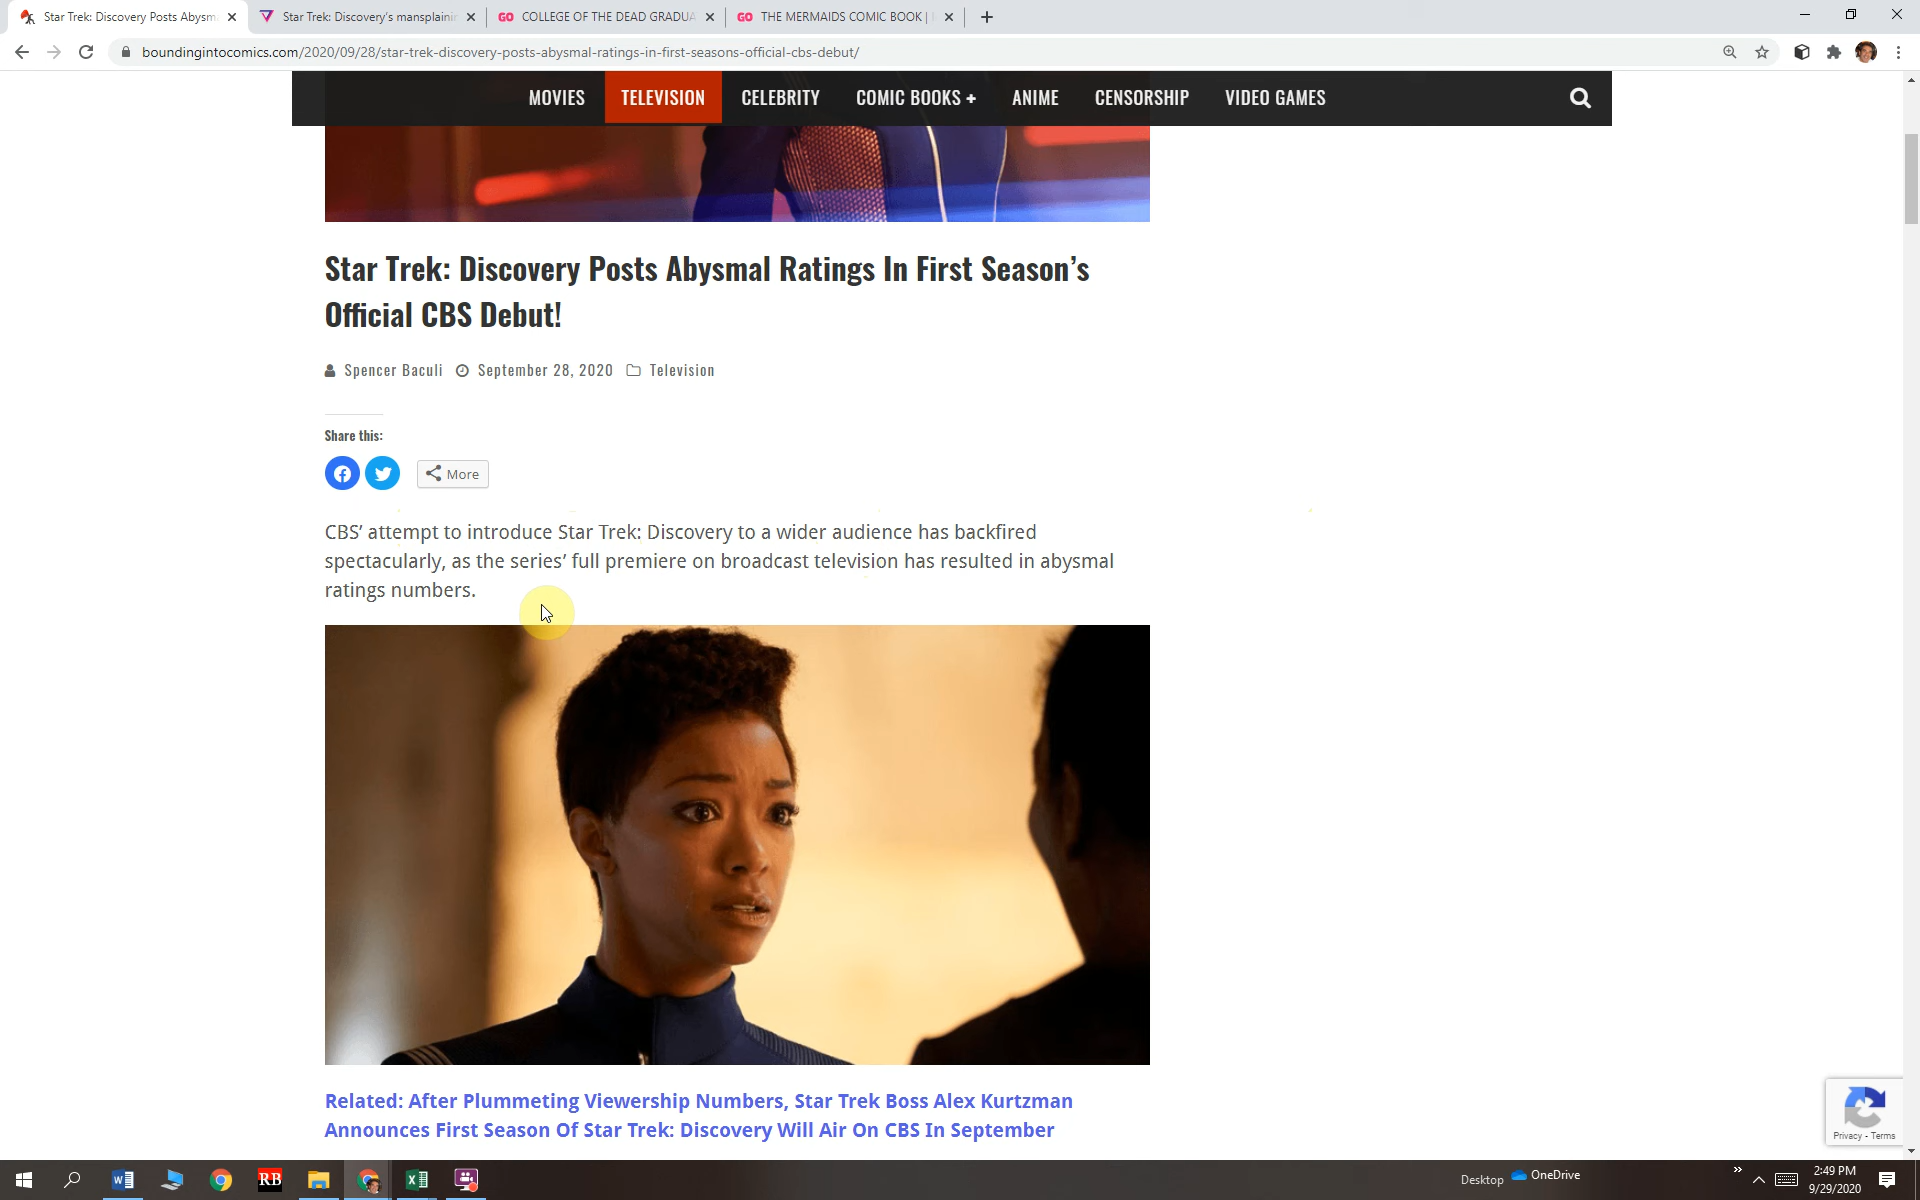 Star Trek: Discovery Posts Abysm
Star Trek: Discovery's mansplainin
GO COLLEGE OF THE DEAD GRADUA
GO THE MERMAIDS COMIC BOOK |
boundingintocomics.com/2020/09/28/star-trek-discovery-posts-abysmal-ratings-in-first-seasons-official-cbs-debut/
MOVIES TELEVISION CELEBRITY COMIC BOOKS + ANIME CENSORSHIP VIDEO GAMES
Star Trek: Discovery Posts Abysmal Ratings In First Season's
Official CBS Debut!
Spencer Baculi September 28, 2020 Television
Share this:
More
CBS’ attempt to introduce Star Trek: Discovery to a wider audience has backfired
spectacularly, as the series’ full premiere on broadcast television has resulted in abysmal
ratings numbers.
Related: After Plummeting Viewership Numbers, Star Trek Boss Alex Kurtzman
Announces First Season Of Star Trek: Discovery Will Air On CBS In September
Privacy - Terms
RB
Desktop OneDrive
2:49 PM
9/29/2020